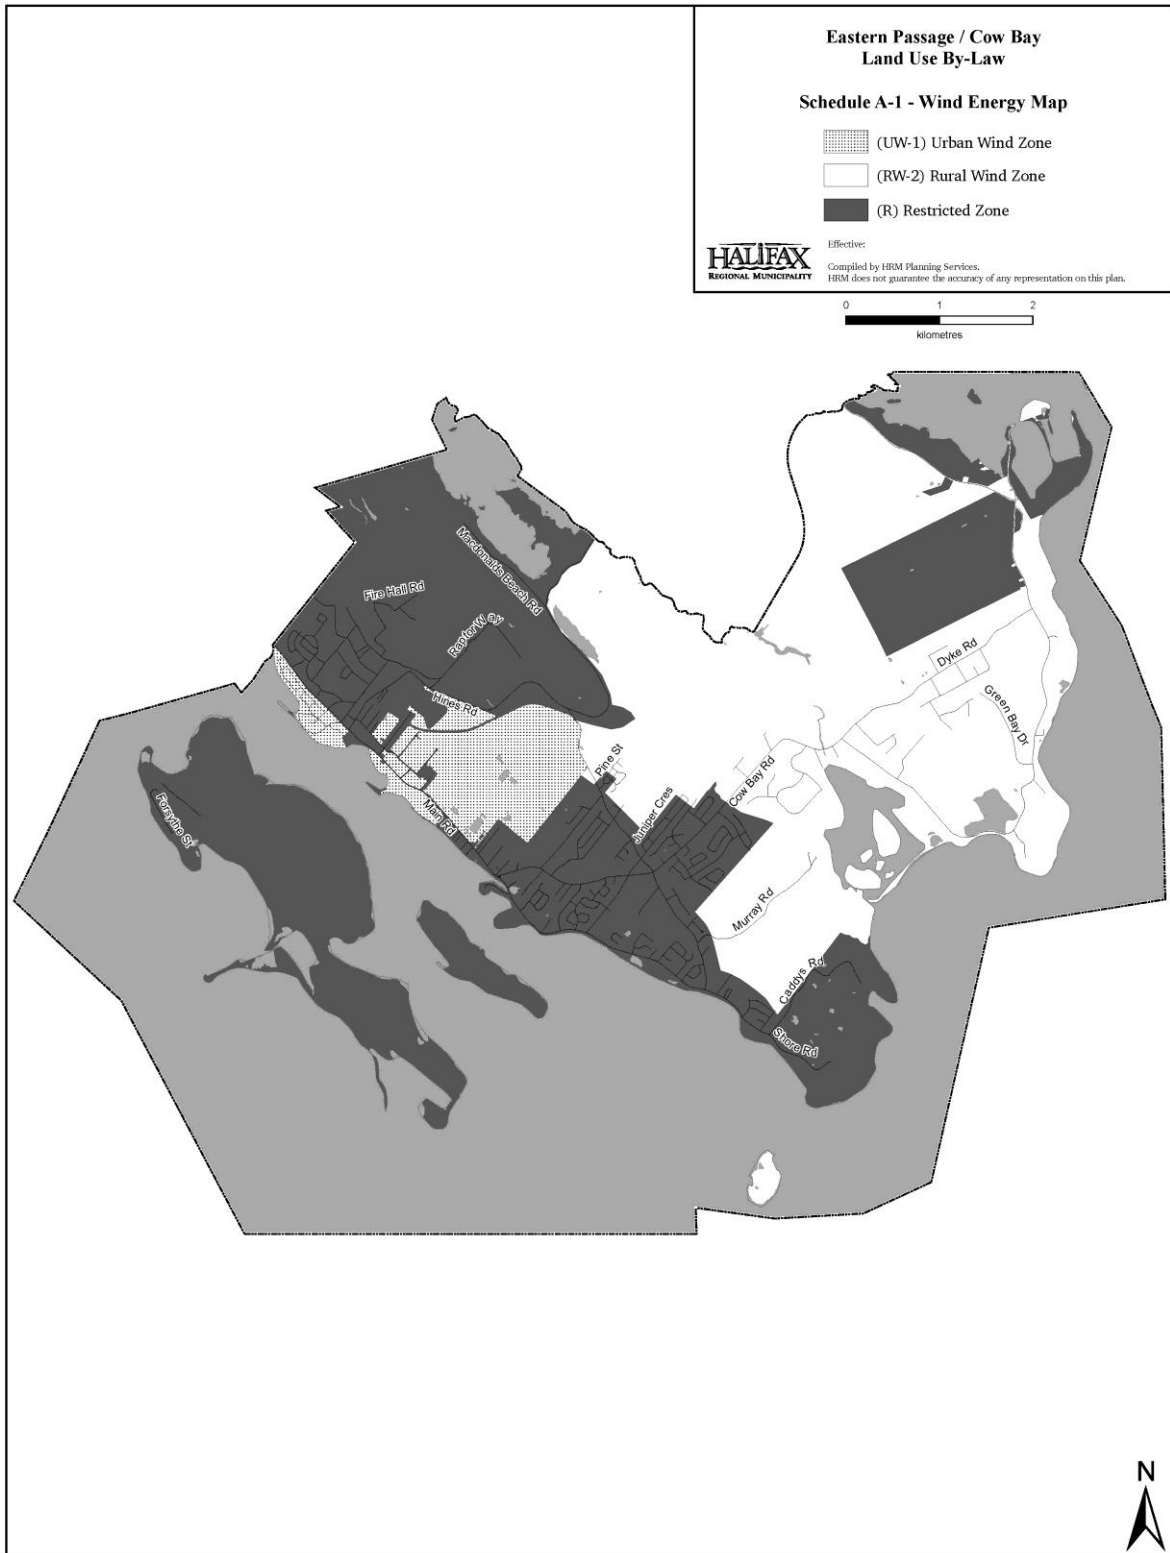 Eastern Passage / Cow Bay
Land Use By-Law
Schedule A-1 - Wind Energy Map
(UW-1) Urban Wind Zone
(RW-2) Rural Wind Zone
(R) Restricted Zone
HALIFAX
REGIONAL MUNICIPALITY
Effective:
Compiled by HRM Planning Services.
HRM does not guarantee the accuracy of any representation on this plan.
0 1 2
kilometres
Macdonalds Beach Rd
Fire Hall Rd
Raptor Way
Hines Rd
Dyke Rd
Green Bay Dr
Pine St
Cow Bay Rd
Juniper Cres
Main Rd
Forsythe St
Murray Rd
Caddys Rd
Shore Rd
N